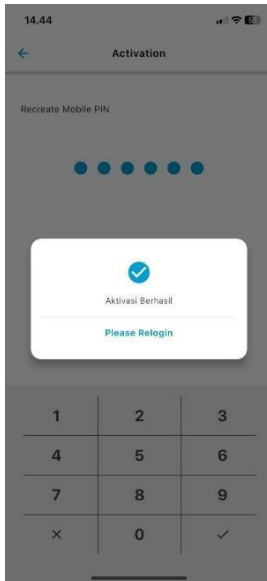 14.44
Activation
Recreate Mobile PIN
Aktivasi Berhasil
Please Relogin
1 2 3
4 5 6
7 8 9
0